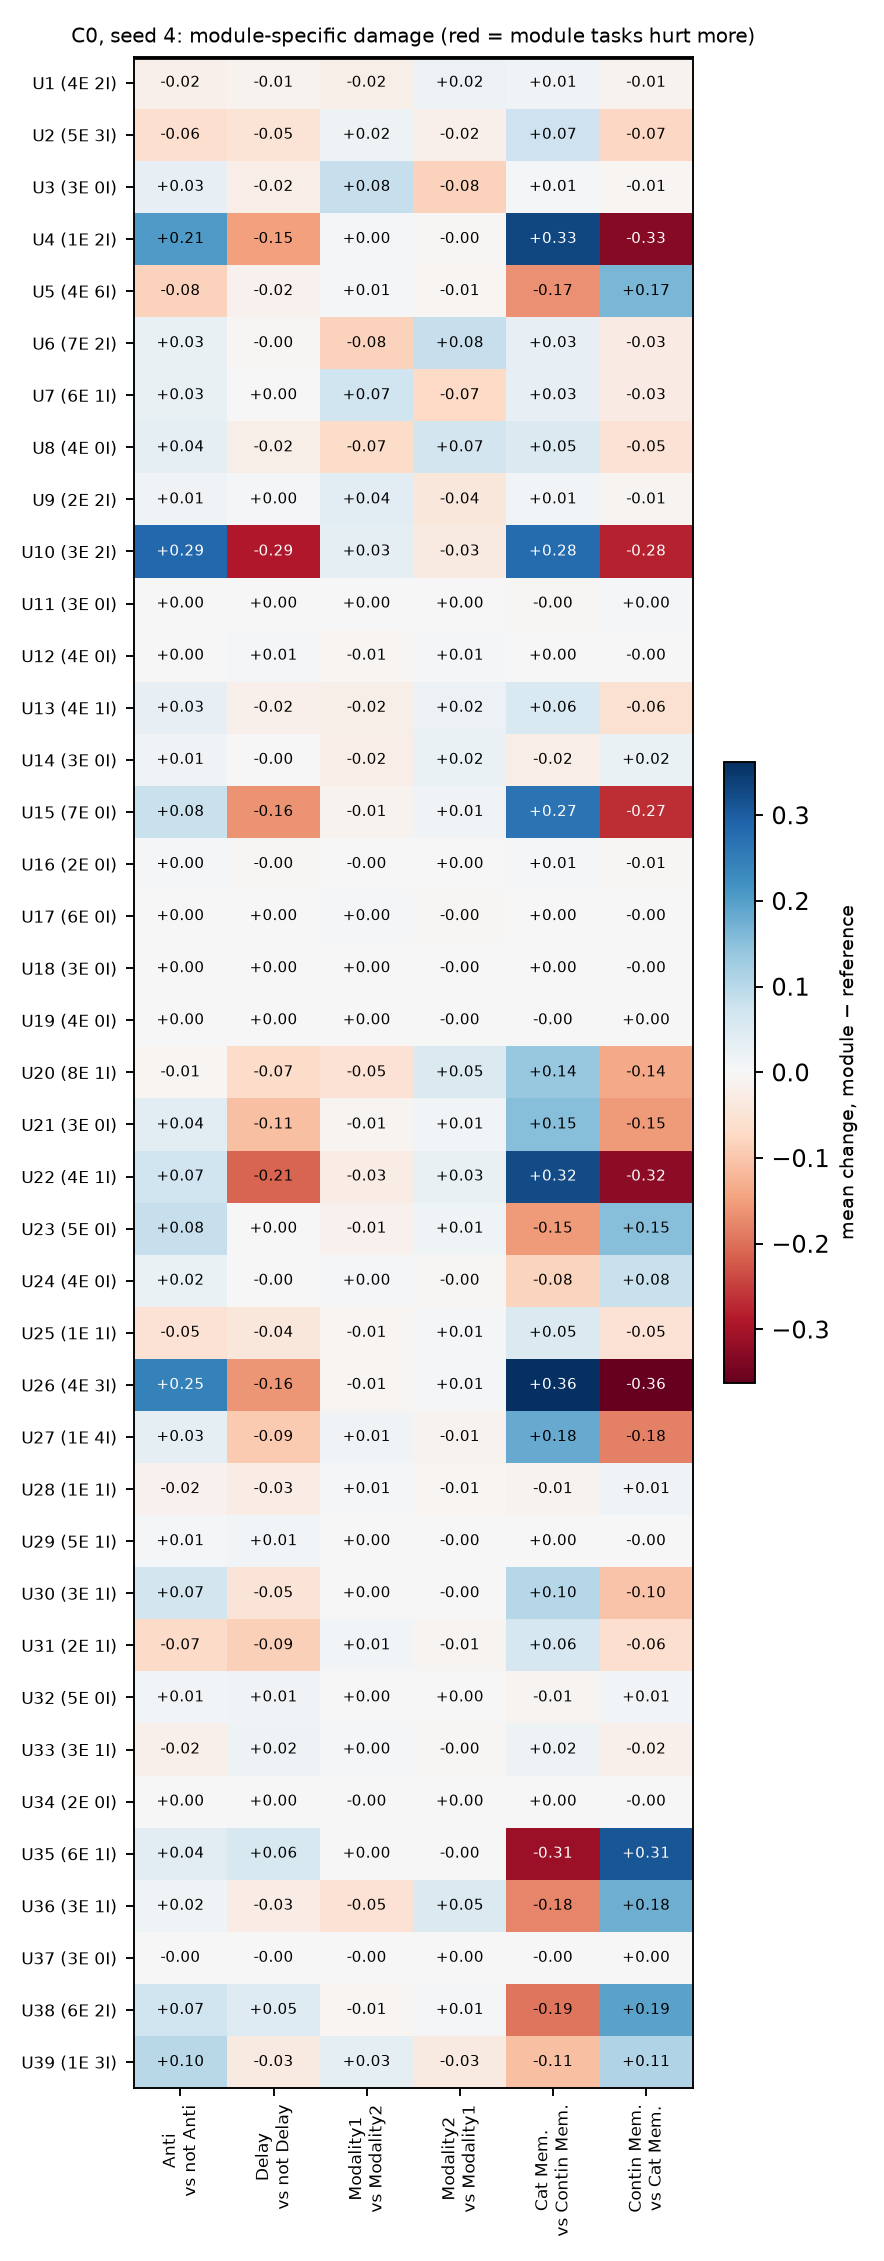 C0, seed 4: module-specific damage (red = module tasks hurt more)
U1 (4E 2I) -0.02 -0.01 -0.02 +0.02 +0.01 -0.01
U2 (5E 3I) -0.06 -0.05 +0.02 -0.02 +0.07 -0.07
U3 (3E 0I) +0.03 -0.02 +0.08 -0.08 +0.01 -0.01
U4 (1E 2I) +0.21 -0.15 +0.00 -0.00 +0.33 -0.33
U5 (4E 6I) -0.08 -0.02 +0.01 -0.01 -0.17 +0.17
U6 (7E 2I) +0.03 -0.00 -0.08 +0.08 +0.03 -0.03
U7 (6E 1I) +0.03 +0.00 +0.07 -0.07 +0.03 -0.03
U8 (4E 0I) +0.04 -0.02 -0.07 +0.07 +0.05 -0.05
U9 (2E 2I) +0.01 +0.00 +0.04 -0.04 +0.01 -0.01
U10 (3E 2I) +0.29 -0.29 +0.03 -0.03 +0.28 -0.28
U11 (3E 0I) +0.00 +0.00 +0.00 +0.00 -0.00 +0.00
U12 (4E 0I) +0.00 +0.01 -0.01 +0.01 +0.00 -0.00
U13 (4E 1I) +0.03 -0.02 -0.02 +0.02 +0.06 -0.06
U14 (3E 0I) +0.01 -0.00 -0.02 +0.02 -0.02 +0.02
U15 (7E 0I) +0.08 -0.16 -0.01 +0.01 +0.27 -0.27
U16 (2E 0I) +0.00 -0.00 -0.00 +0.00 +0.01 -0.01
U17 (6E 0I) +0.00 +0.00 +0.00 -0.00 +0.00 -0.00
U18 (3E 0I) +0.00 +0.00 +0.00 -0.00 +0.00 -0.00
U19 (4E 0I) +0.00 +0.00 +0.00 -0.00 -0.00 +0.00
U20 (8E 1I) -0.01 -0.07 -0.05 +0.05 +0.14 -0.14
U21 (3E 0I) +0.04 -0.11 -0.01 +0.01 +0.15 -0.15
U22 (4E 1I) +0.07 -0.21 -0.03 +0.03 +0.32 -0.32
U23 (5E 0I) +0.08 +0.00 -0.01 +0.01 -0.15 +0.15
U24 (4E 0I) +0.02 -0.00 +0.00 -0.00 -0.08 +0.08
U25 (1E 1I) -0.05 -0.04 -0.01 +0.01 +0.05 -0.05
U26 (4E 3I) +0.25 -0.16 -0.01 +0.01 +0.36 -0.36
U27 (1E 4I) +0.03 -0.09 +0.01 -0.01 +0.18 -0.18
U28 (1E 1I) -0.02 -0.03 +0.01 -0.01 -0.01 +0.01
U29 (5E 1I) +0.01 +0.01 +0.00 -0.00 +0.00 -0.00
U30 (3E 1I) +0.07 -0.05 +0.00 -0.00 +0.10 -0.10
U31 (2E 1I) -0.07 -0.09 +0.01 -0.01 +0.06 -0.06
U32 (5E 0I) +0.01 +0.01 +0.00 +0.00 -0.01 +0.01
U33 (3E 1I) -0.02 +0.02 +0.00 -0.00 +0.02 -0.02
U34 (2E 0I) +0.00 +0.00 -0.00 +0.00 +0.00 -0.00
U35 (6E 1I) +0.04 +0.06 +0.00 -0.00 -0.31 +0.31
U36 (3E 1I) +0.02 -0.03 -0.05 +0.05 -0.18 +0.18
U37 (3E 0I) -0.00 -0.00 -0.00 +0.00 -0.00 +0.00
U38 (6E 2I) +0.07 +0.05 -0.01 +0.01 -0.19 +0.19
U39 (1E 3I) +0.10 -0.03 +0.03 -0.03 -0.11 +0.11
Anti
vs not Anti
Delay
vs not Delay
Modality1
vs Modality2
Modality2
vs Modality1
Cat Mem.
vs Contin Mem.
Contin Mem.
vs Cat Mem.
0.3
0.2
0.1
0.0
−0.1
−0.2
−0.3
mean change, module − reference